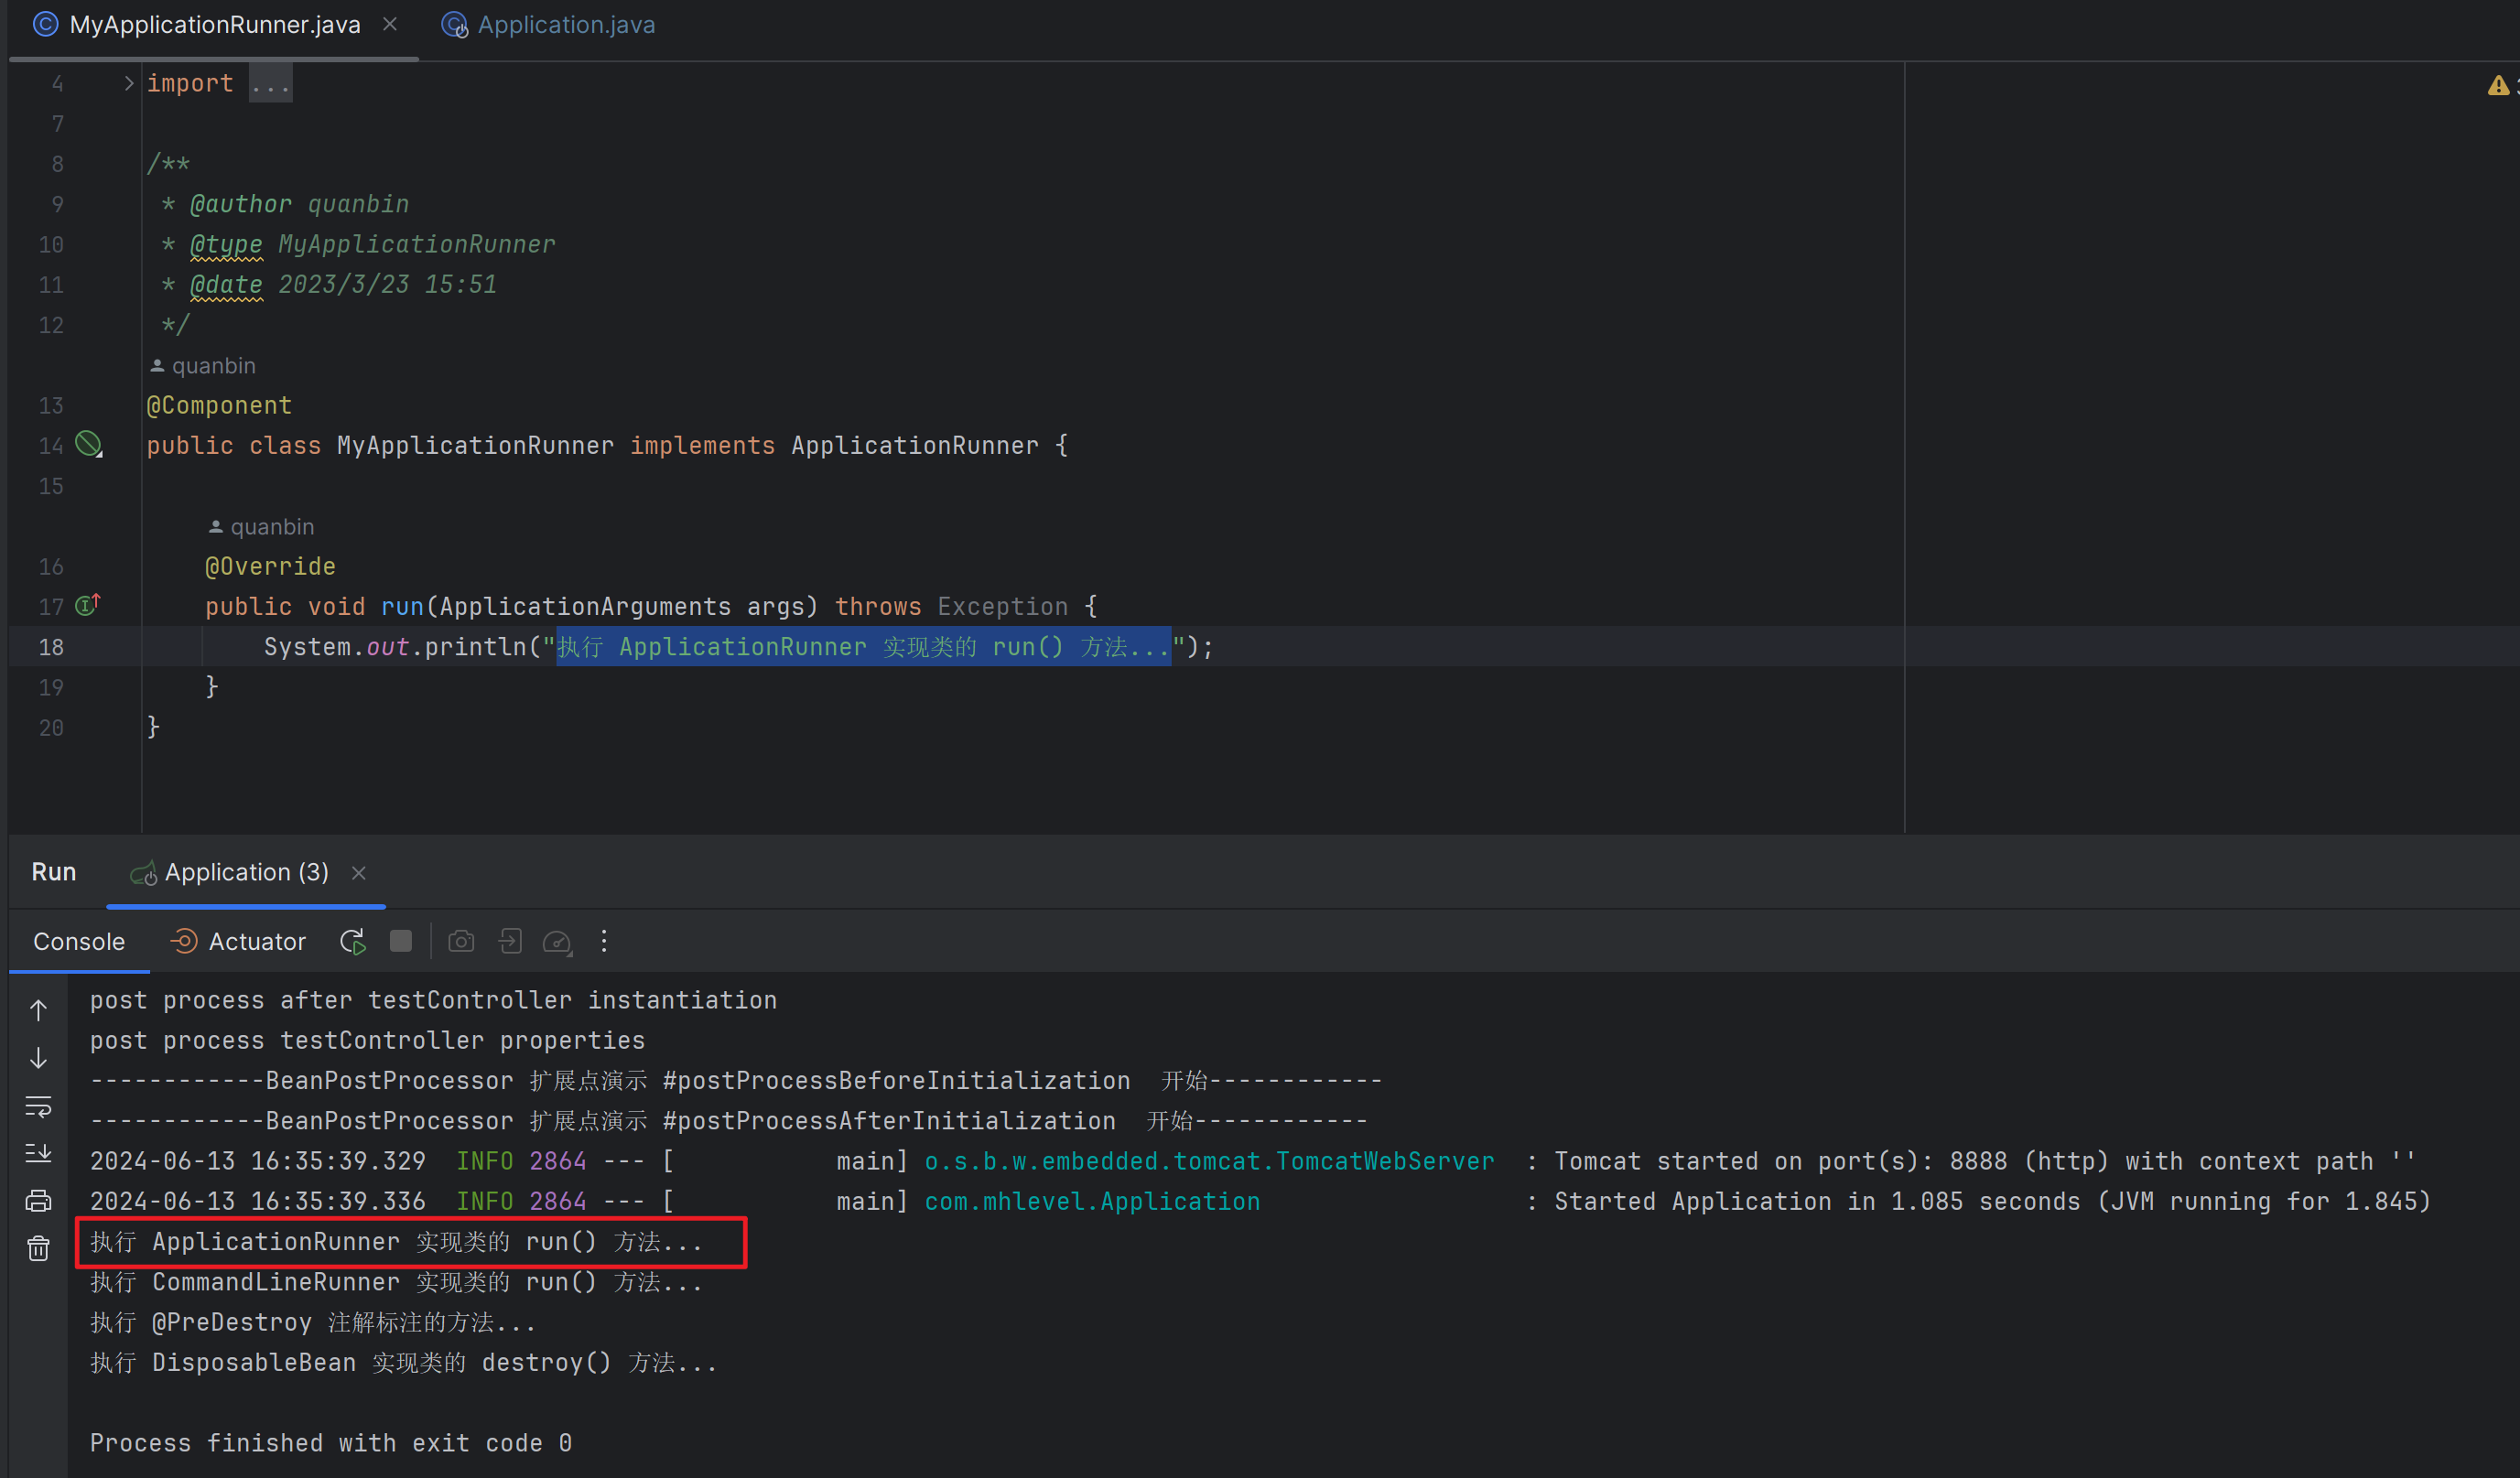 MyApplicationRunner.java
Application.java
4 import ...
7
8 /**
9 * @author quanbin
10 * @type MyApplicationRunner
11 * @date 2023/3/23 15:51
12 */
quanbin
13 @Component
14 public class MyApplicationRunner implements ApplicationRunner {
15
quanbin
16 @Override
17 public void run(ApplicationArguments args) throws Exception {
18 System.out.println("执行 ApplicationRunner 实现类的 run() 方法...");
19 }
20 }
Run Application (3)
Console Actuator
post process after testController instantiation
post process testController properties
------------BeanPostProcessor 扩展点演示 #postProcessBeforeInitialization 开始------------
------------BeanPostProcessor 扩展点演示 #postProcessAfterInitialization 开始------------
2024-06-13 16:35:39.329 INFO 2864 --- [ main] o.s.b.w.embedded.tomcat.TomcatWebServer : Tomcat started on port(s): 8888 (http) with context path ''
2024-06-13 16:35:39.336 INFO 2864 --- [ main] com.mhlevel.Application : Started Application in 1.085 seconds (JVM running for 1.845)
执行 ApplicationRunner 实现类的 run() 方法...
执行 CommandLineRunner 实现类的 run() 方法...
执行 @PreDestroy 注解标注的方法...
执行 DisposableBean 实现类的 destroy() 方法...
Process finished with exit code 0